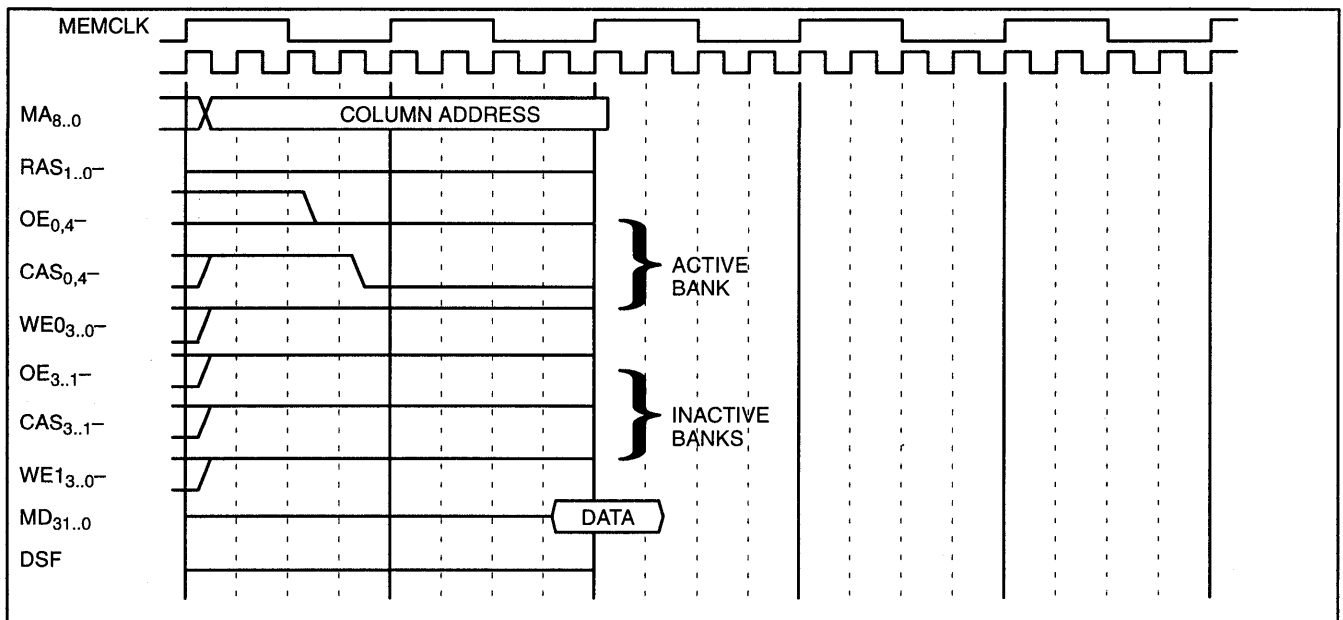 MEMCLK
MA8..0
COLUMN ADDRESS
RAS1..0–
OE0,4–
CAS0,4–
ACTIVE
BANK
WE03..0–
OE3..1–
CAS3..1–
INACTIVE
BANKS
WE13..0–
MD31..0
DATA
DSF